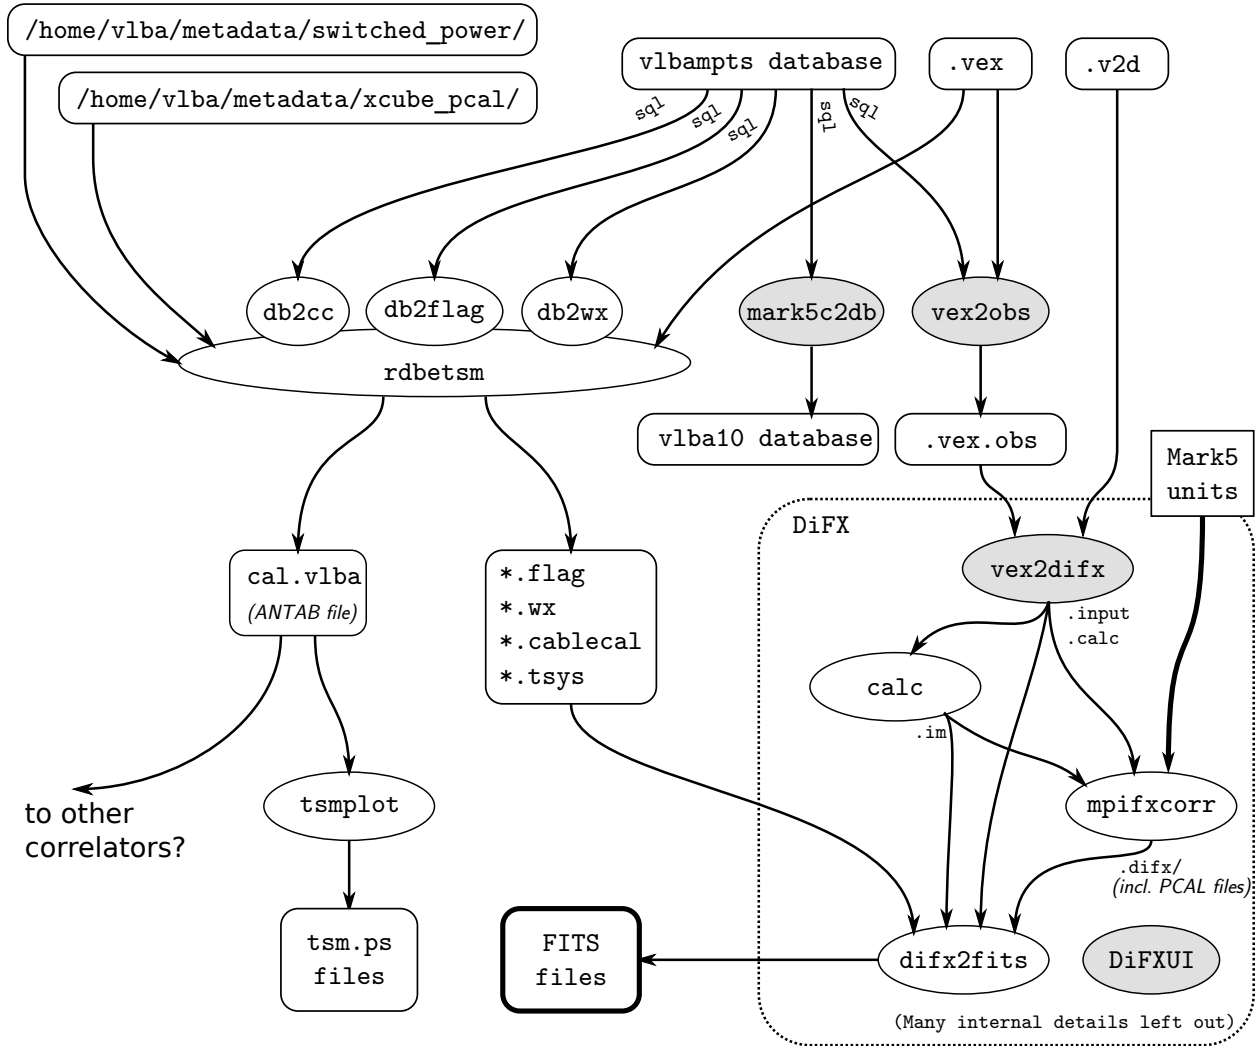 /home/vlba/metadata/switched_power/
/home/vlba/metadata/xcube_pcal/
vlbampts database
.vex
.v2d
sql
sql
sql
sql
sql
db2cc
db2flag
db2wx
mark5c2db
vex2obs
rdbetsm
vlba10 database
.vex.obs
Mark5
units
DiFX
cal.vlba
(ANTAB file)
*.flag
*.wx
*.cablecal
*.tsys
vex2difx
.input
.calc
calc
.im
to other
correlators?
tsmplot
mpifxcorr
.difx/
(incl. PCAL files)
tsm.ps
files
FITS
files
difx2fits
DiFXUI
(Many internal details left out)